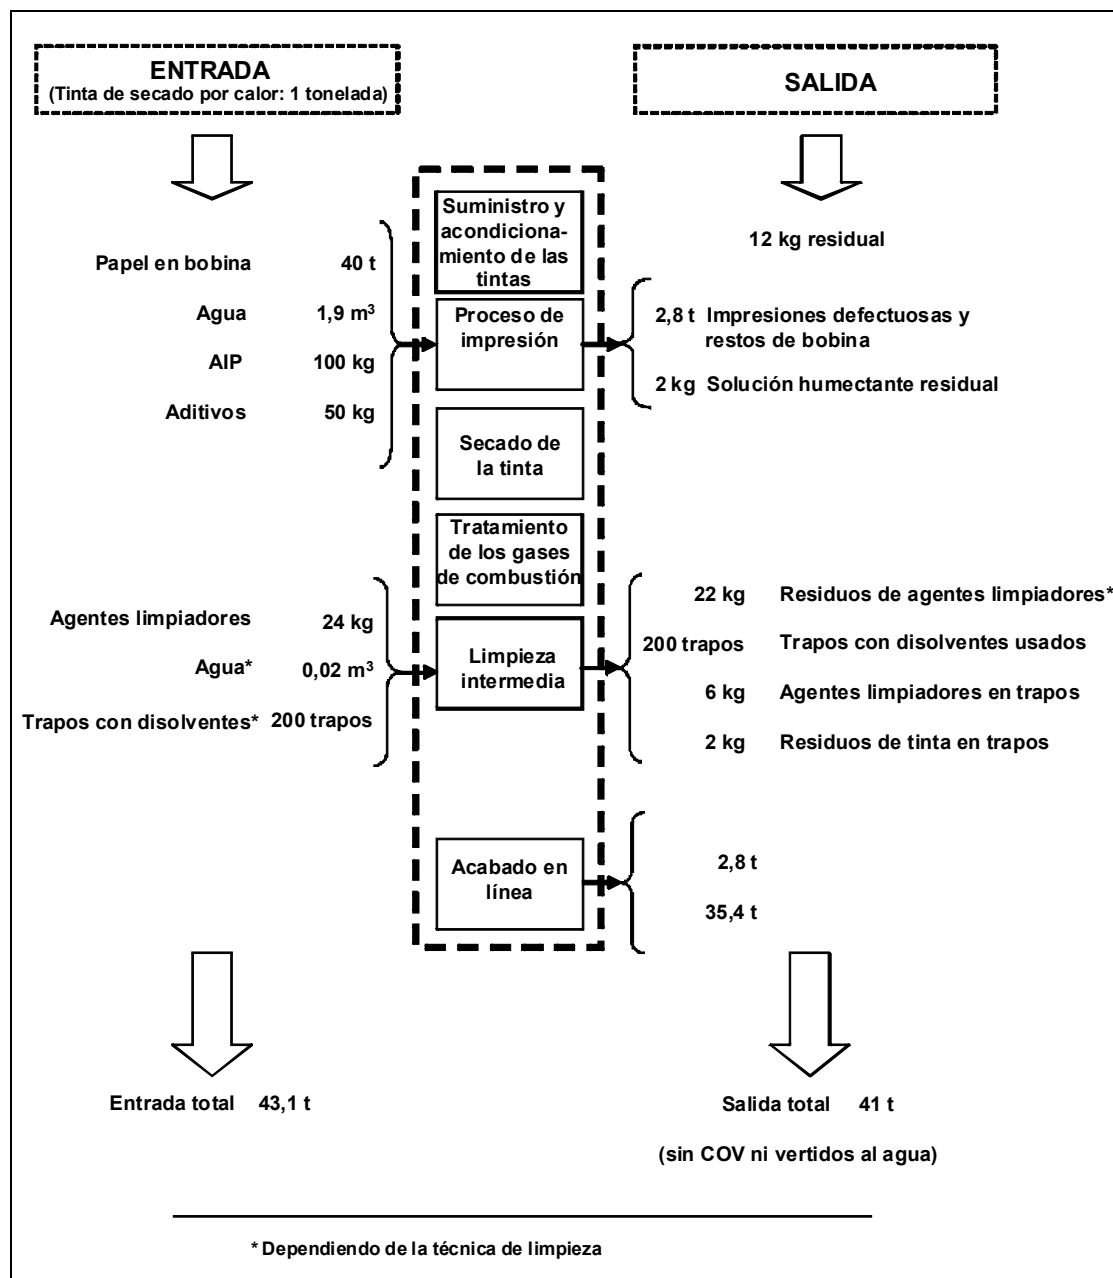 ENTRADA
(Tinta de secado por calor: 1 tonelada)
SALIDA
Suministro y
acondiciona-
miento de las
tintas
12 kg residual
Papel en bobina 40 t
Agua 1,9 m³
AIP 100 kg
Aditivos 50 kg
Proceso de
impresión
2,8 t Impresiones defectuosas y
restos de bobina
2 kg Solución humectante residual
Secado de
la tinta
Tratamiento
de los gases
de combustión
Agentes limpiadores 24 kg
Agua* 0,02 m³
Trapos con disolventes* 200 trapos
Limpieza
intermedia
22 kg Residuos de agentes limpiadores*
200 trapos Trapos con disolventes usados
6 kg Agentes limpiadores en trapos
2 kg Residuos de tinta en trapos
Acabado en
línea
2,8 t
35,4 t
Entrada total 43,1 t
Salida total 41 t
(sin COV ni vertidos al agua)
* Dependiendo de la técnica de limpieza